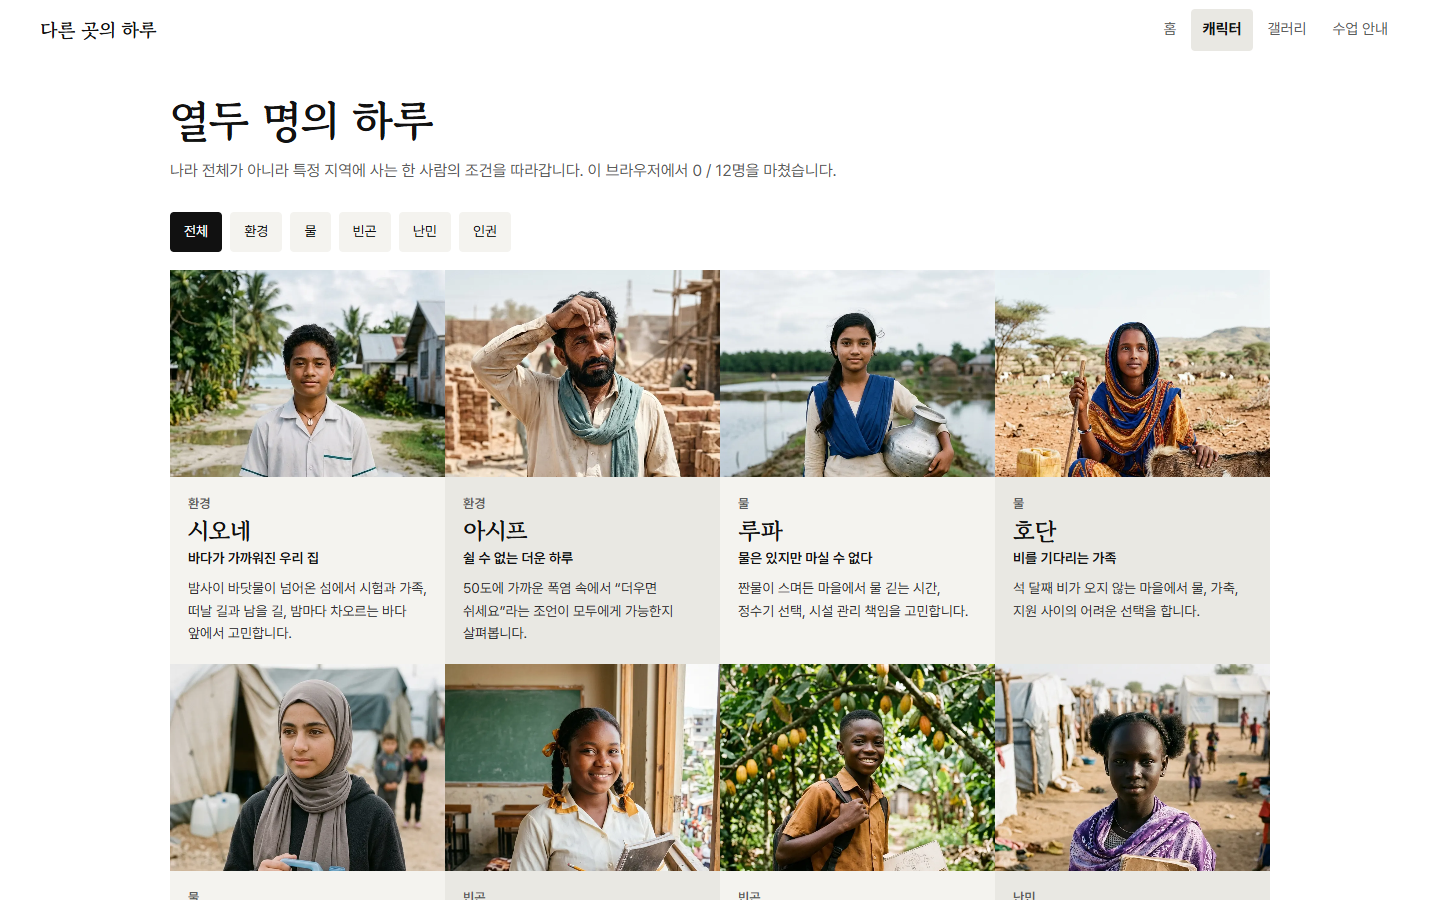 다른 곳의 하루
홈 캐릭터 갤러리 수업 안내
열두 명의 하루
나라 전체가 아니라 특정 지역에 사는 한 사람의 조건을 따라갑니다. 이 브라우저에서 0 / 12명을 마쳤습니다.
전체 환경 물 빈곤 난민 인권
환경
시오네
바다가 가까워진 우리 집
밤사이 바닷물이 넘어온 섬에서 시험과 가족,
떠날 길과 남을 길, 밤마다 차오르는 바다
앞에서 고민합니다.
환경
아시프
쉴 수 없는 더운 하루
50도에 가까운 폭염 속에서 “더우면
쉬세요”라는 조언이 모두에게 가능한지
살펴봅니다.
물
루파
물은 있지만 마실 수 없다
짠물이 스며든 마을에서 물 긷는 시간,
정수기 선택, 시설 관리 책임을 고민합니다.
물
호단
비를 기다리는 가족
석 달째 비가 오지 않는 마을에서 물, 가축,
지원 사이의 어려운 선택을 합니다.
물
빈곤
빈곤
난민